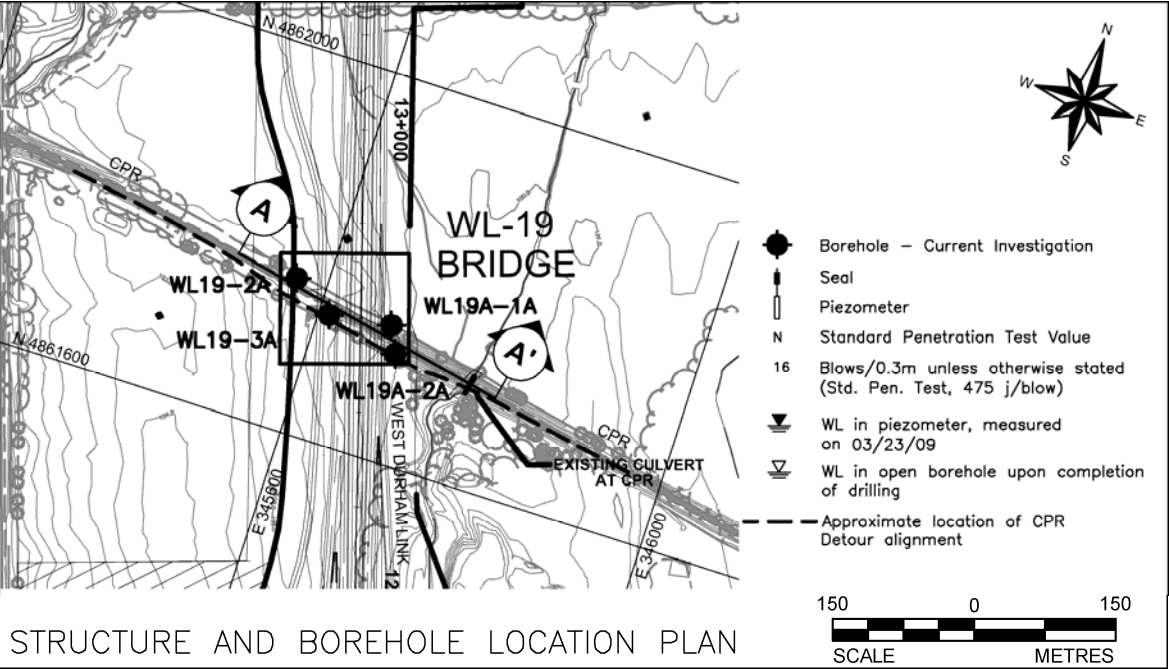 N 4862000
13+000
CPR
A
WL-19
BRIDGE
WL19-2A
WL19A-1A
WL19-3A
A'
N 4861600
WL19A-2A
WEST DURHAM LINK
CPR
EXISTING CULVERT
AT CPR
E 345600
E 346000
12
N
W
E
S
Borehole – Current Investigation
Seal
Piezometer
N Standard Penetration Test Value
16 Blows/0.3m unless otherwise stated
(Std. Pen. Test, 475 j/blow)
WL in piezometer, measured
on 03/23/09
WL in open borehole upon completion
of drilling
Approximate location of CPR
Detour alignment
150 0 150
SCALE METRES
STRUCTURE AND BOREHOLE LOCATION PLAN